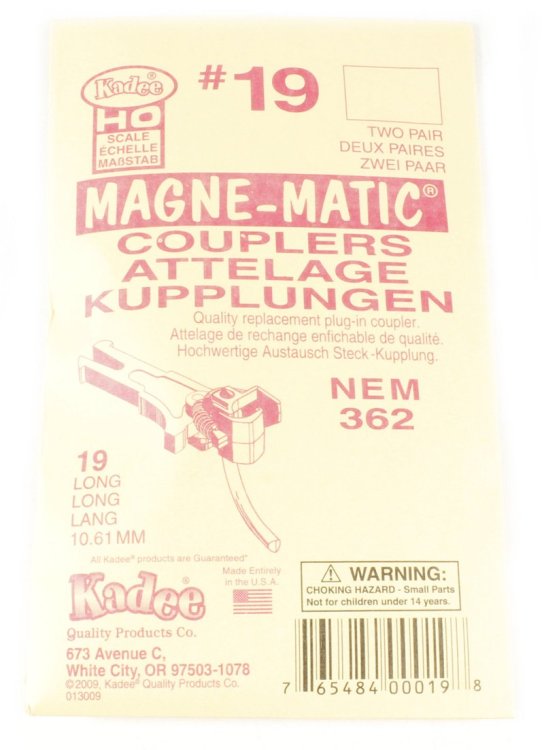 Kadee®
HO
SCALE
ÉCHELLE
MAßSTAB
#19
TWO PAIR
DEUX PAIRES
ZWEI PAAR
MAGNE-MATIC®
COUPLERS
ATTELAGE
KUPPLUNGEN
Quality replacement plug-in coupler.
Attelage de rechange enfichable de qualité.
Hochwertige Austausch Steck-Kupplung.
NEM
362
19
LONG
LONG
LANG
10.61 MM
All Kadee® products are Guaranteed"
Made Entirely
in the U.S.A.
Kadee®
Quality Products Co.
673 Avenue C,
White City, OR 97503-1078
©2009, Kadee® Quality Products Co.
013009
⚠ WARNING:
CHOKING HAZARD - Small Parts
Not for children under 14 years.
7 65484 00019 8